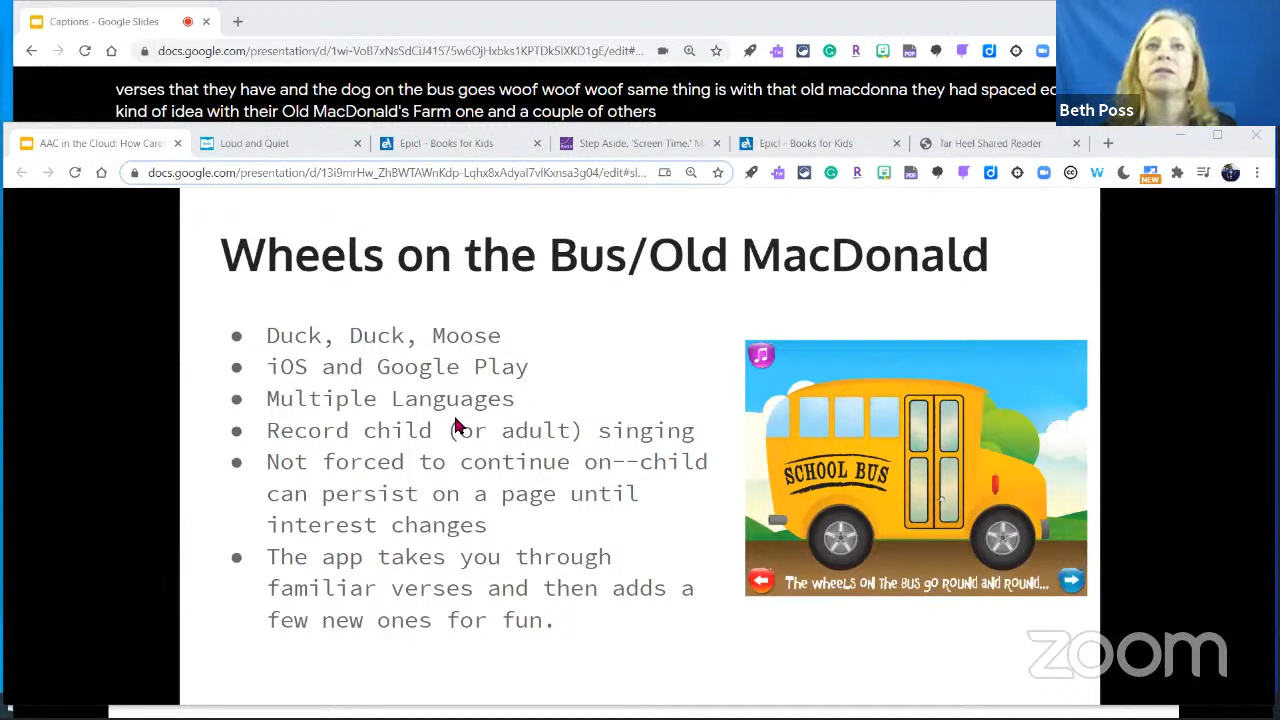 Captions - Google Slides
docs.google.com/presentation/d/1wi-VoB7xNsSdCiJ41S75w6OjHxbks1KPTDk5lXKD1gE/edit#...
verses that they have and the dog on the bus goes woof woof woof same thing is with that old macdonna they had spaced ed
kind of idea with their Old MacDonald's Farm one and a couple of others
Beth Poss
AAC in the Cloud: How Care
Loud and Quiet
Epic! - Books for Kids
Step Aside, 'Screen Time.' M
Epic! - Books for Kids
Tar Heel Shared Reader
docs.google.com/presentation/d/13i9mrHw_ZhBWTAWnKdp-Lqhx8xAdyaI7vlKxnsa3g04/edit#sl...
NEW
Wheels on the Bus/Old MacDonald
● Duck, Duck, Moose
● iOS and Google Play
● Multiple Languages
● Record child (or adult) singing
● Not forced to continue on--child
can persist on a page until
interest changes
● The app takes you through
familiar verses and then adds a
few new ones for fun.
SCHOOL BUS
The wheels on the bus go round and round...
zoom